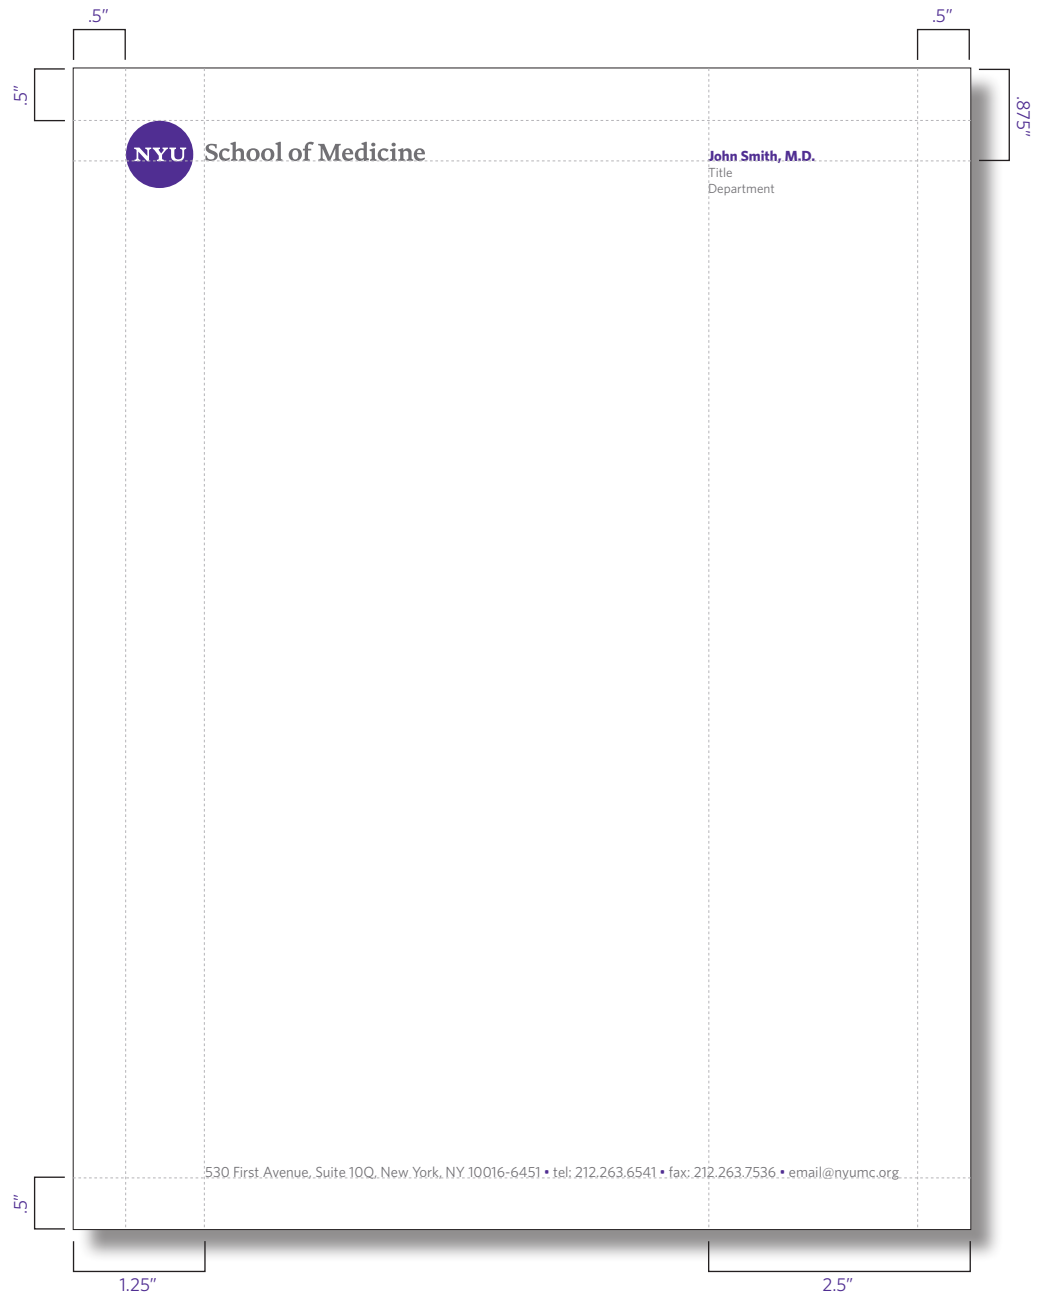 .5” .5”
.5”
.875”
NYU School of Medicine
John Smith, M.D.
Title
Department
530 First Avenue, Suite 10Q, New York, NY 10016-6451 • tel: 212.263.6541 • fax: 212.263.7536 • email@nyumc.org
.5”
1.25” 2.5”